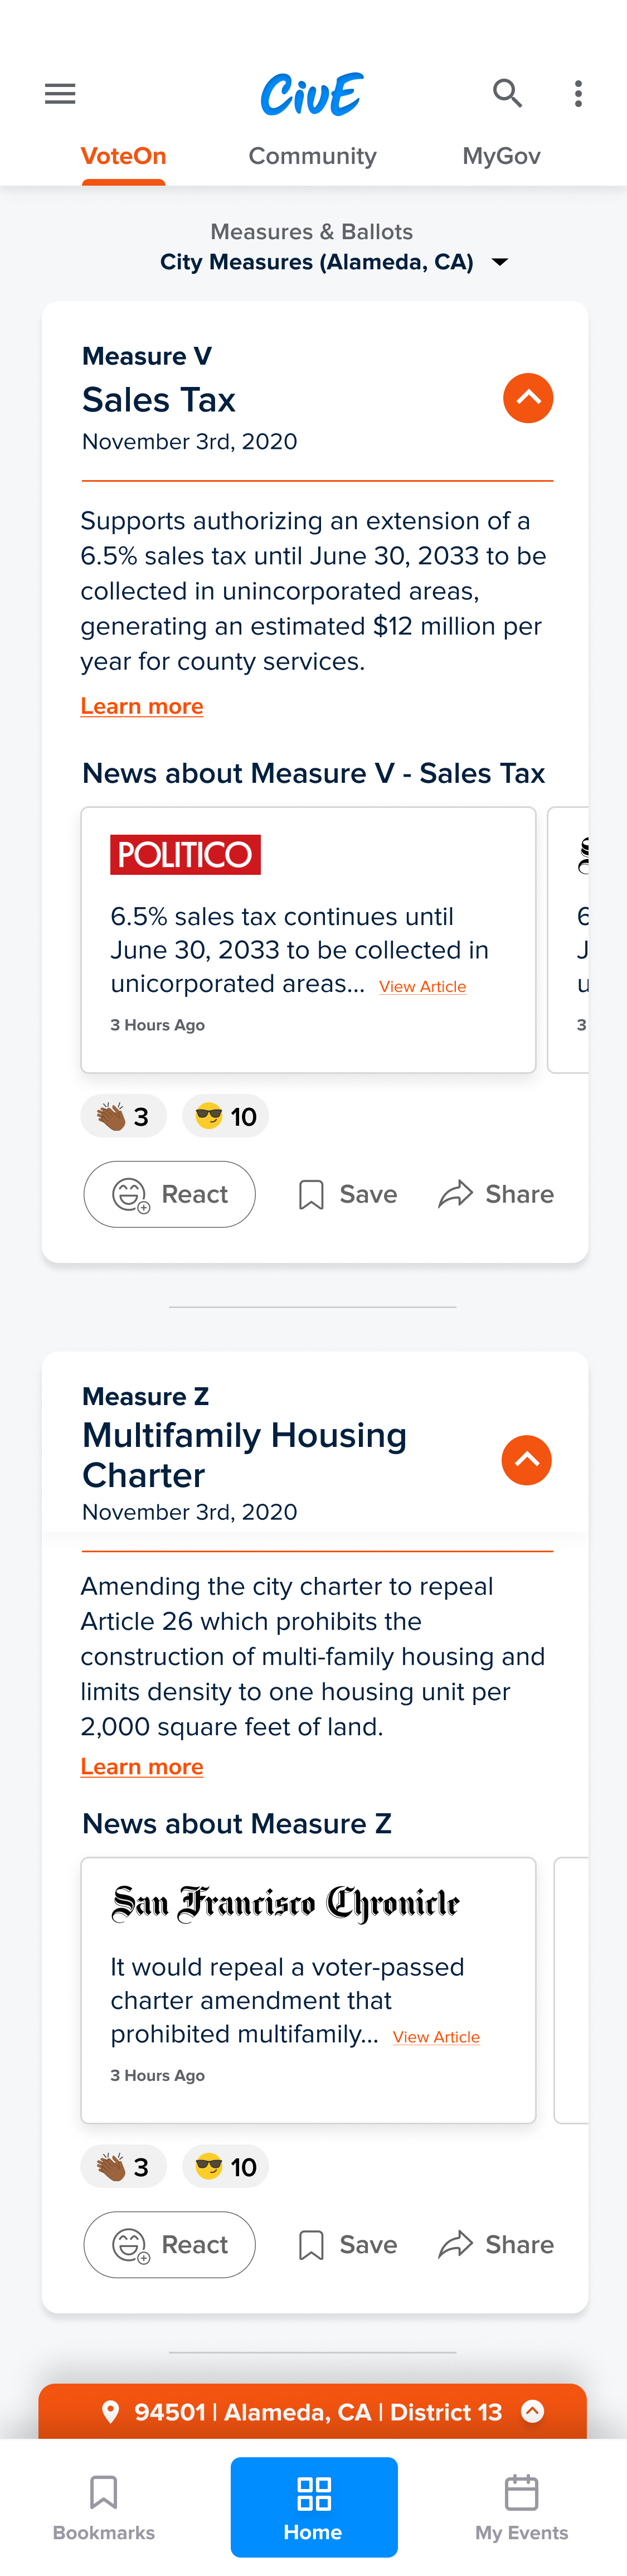 CivE
VoteOn Community MyGov
Measures & Ballots
City Measures (Alameda, CA)
Measure V
Sales Tax
November 3rd, 2020
Supports authorizing an extension of a
6.5% sales tax until June 30, 2033 to be
collected in unincorporated areas,
generating an estimated $12 million per
year for county services.
Learn more
News about Measure V - Sales Tax
POLITICO
6.5% sales tax continues until
June 30, 2033 to be collected in
unicorporated areas... View Article
3 Hours Ago
S
6
J
u
3
3 10
React Save Share
Measure Z
Multifamily Housing
Charter
November 3rd, 2020
Amending the city charter to repeal
Article 26 which prohibits the
construction of multi-family housing and
limits density to one housing unit per
2,000 square feet of land.
Learn more
News about Measure Z
San Francisco Chronicle
It would repeal a voter-passed
charter amendment that
prohibited multifamily... View Article
3 Hours Ago
3 10
React Save Share
94501 | Alameda, CA | District 13
Bookmarks Home My Events